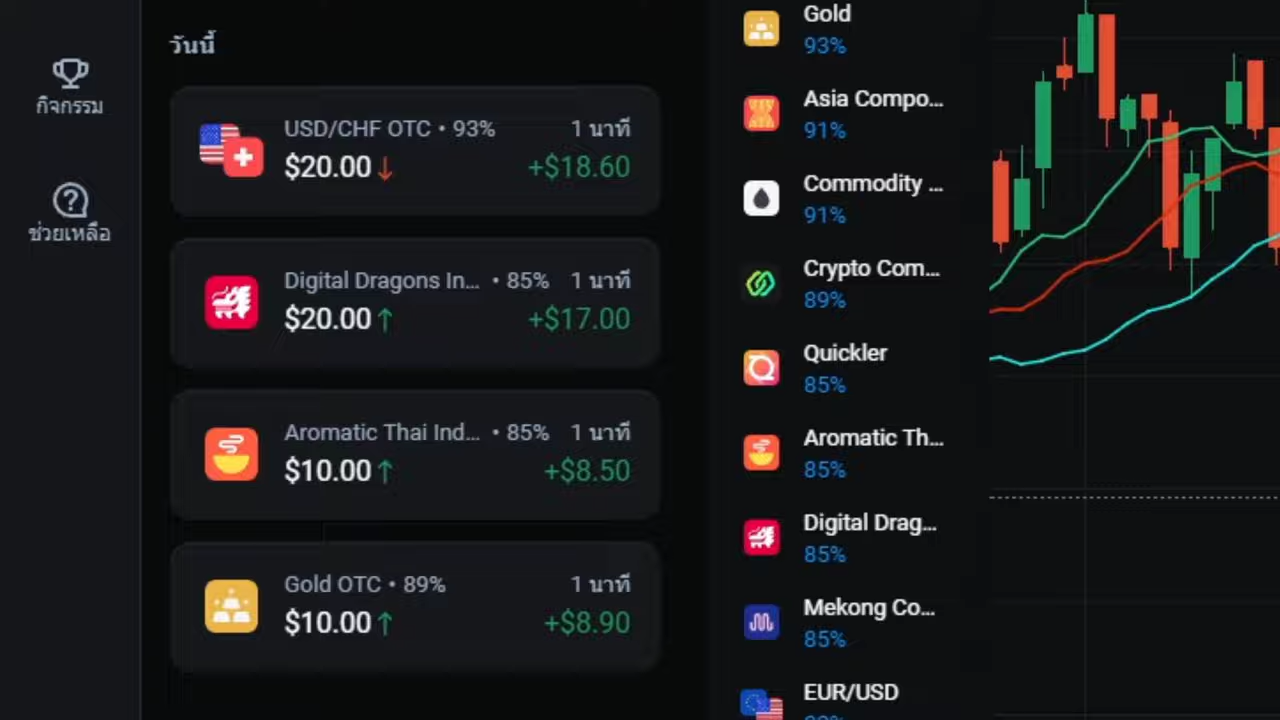 กิจกรรม
ช่วยเหลือ
วันนี้
USD/CHF OTC • 93% 1 นาที
$20.00 ↓ +$18.60
Digital Dragons In... • 85% 1 นาที
$20.00 ↑ +$17.00
Aromatic Thai Ind... • 85% 1 นาที
$10.00 ↑ +$8.50
Gold OTC • 89% 1 นาที
$10.00 ↑ +$8.90
Gold
93%
Asia Compo...
91%
Commodity ...
91%
Crypto Com...
89%
Quickler
85%
Aromatic Th...
85%
Digital Drag...
85%
Mekong Co...
85%
EUR/USD